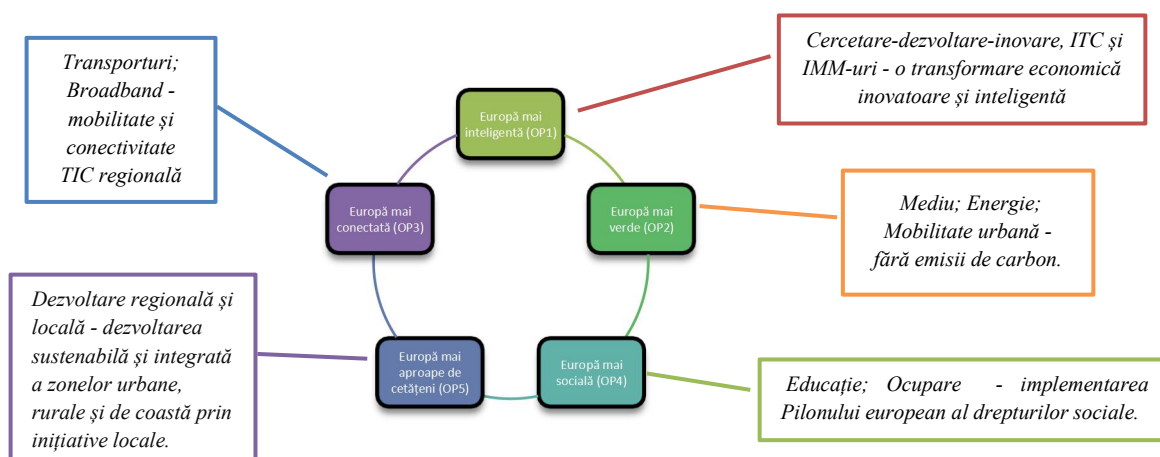 Transporturi;
Broadband -
mobilitate și
conectivitate
TIC regională
Cercetare-dezvoltare-inovare, ITC și
IMM-uri - o transformare economică
inovatoare și inteligentă
Europă mai
inteligentă (OP1)
Europă mai
conectată (OP3)
Europă mai
verde (OP2)
Mediu; Energie;
Mobilitate urbană -
fără emisii de carbon.
Dezvoltare regională și
locală - dezvoltarea
sustenabilă și integrată
a zonelor urbane,
rurale și de coastă prin
inițiative locale.
Europă mai
aproape de
cetățeni (OP5)
Europă mai
socială (OP4)
Educație; Ocupare - implementarea
Pilonului european al drepturilor sociale.